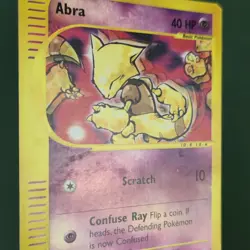 Abra
40 HP
Basic Pokémon
Scratch 10
Confuse Ray Flip a coin. If
heads, the Defending Pokémon
is now Confused.